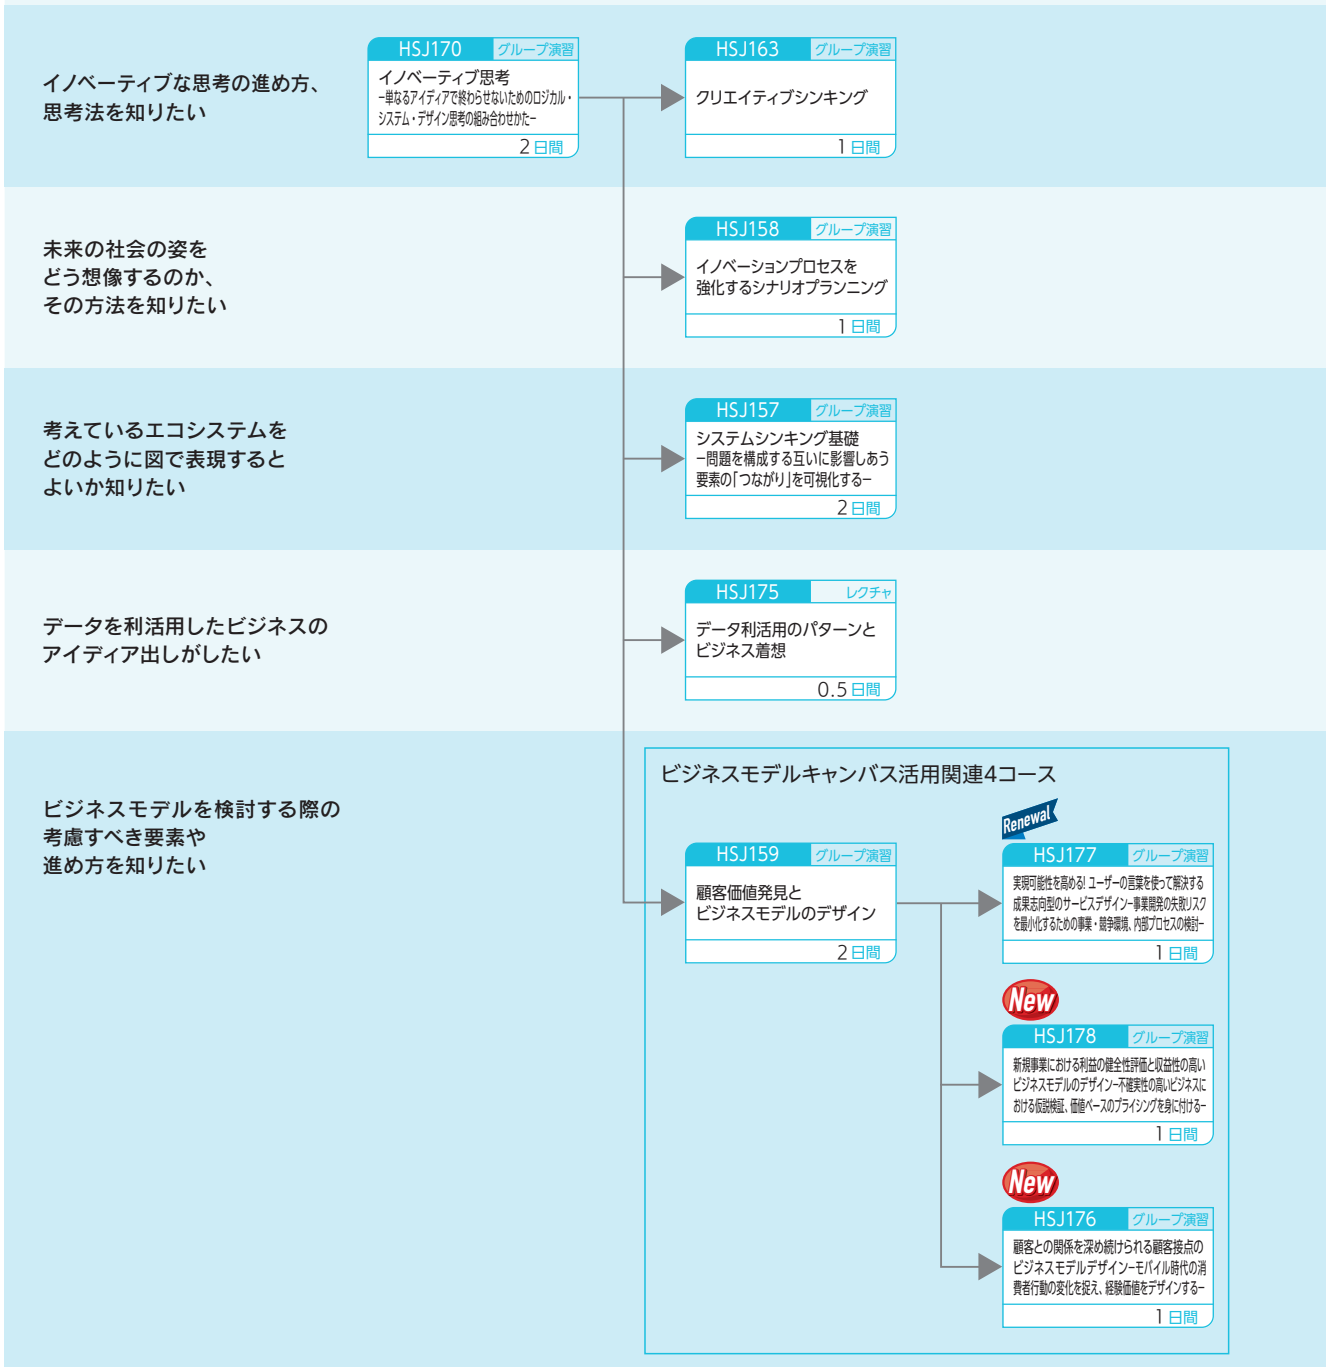 イノベーティブな思考の進め方、
思考法を知りたい
HSJ170 グループ演習
イノベーティブ思考
−単なるアイディアで終わらせないためのロジカル・
システム・デザイン思考の組み合わせかた−
2日間
HSJ163 グループ演習
クリエイティブシンキング
1日間
未来の社会の姿を
どう想像するのか、
その方法を知りたい
HSJ158 グループ演習
イノベーションプロセスを
強化するシナリオプランニング
1日間
考えているエコシステムを
どのように図で表現すると
よいか知りたい
HSJ157 グループ演習
システムシンキング基礎
−問題を構成する互いに影響しあう
要素の「つながり」を可視化する−
2日間
データを利活用したビジネスの
アイディア出しがしたい
HSJ175 レクチャ
データ利活用のパターンと
ビジネス着想
0.5日間
ビジネスモデルを検討する際の
考慮すべき要素や
進め方を知りたい
ビジネスモデルキャンバス活用関連4コース
HSJ159 グループ演習
顧客価値発見と
ビジネスモデルのデザイン
2日間
Renewal
HSJ177 グループ演習
実現可能性を高める! ユーザーの言葉を使って解決する
成果志向型のサービスデザイン−事業開発の失敗リスク
を最小化するための事業・競争環境、内部プロセスの検討−
1日間
New
HSJ178 グループ演習
新規事業における利益の健全性評価と収益性の高い
ビジネスモデルのデザイン−不確実性の高いビジネスに
おける仮説検証、価値ベースのプライシングを身に付ける−
1日間
New
HSJ176 グループ演習
顧客との関係を深め続けられる顧客接点の
ビジネスモデルデザイン−モバイル時代の消
費者行動の変化を捉え、経験価値をデザインする−
1日間